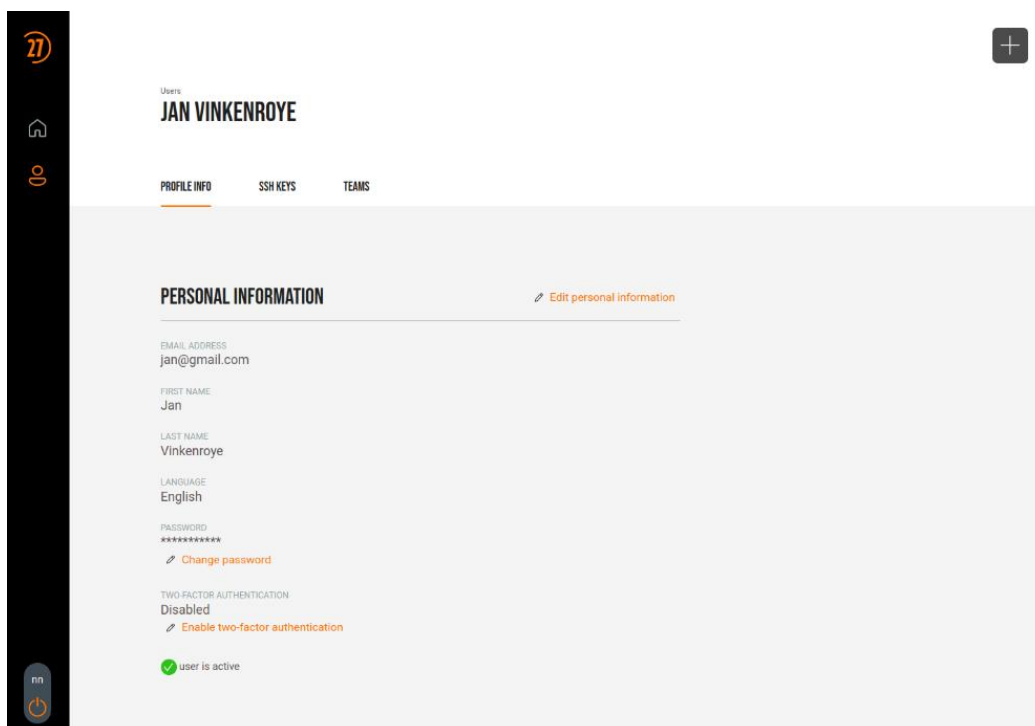 27
Users
JAN VINKENROYE
PROFILE INFO SSH KEYS TEAMS
PERSONAL INFORMATION
Edit personal information
EMAIL ADDRESS
jan@gmail.com
FIRST NAME
Jan
LAST NAME
Vinkenroye
LANGUAGE
English
PASSWORD
***********
Change password
TWO-FACTOR AUTHENTICATION
Disabled
Enable two-factor authentication
user is active
nn